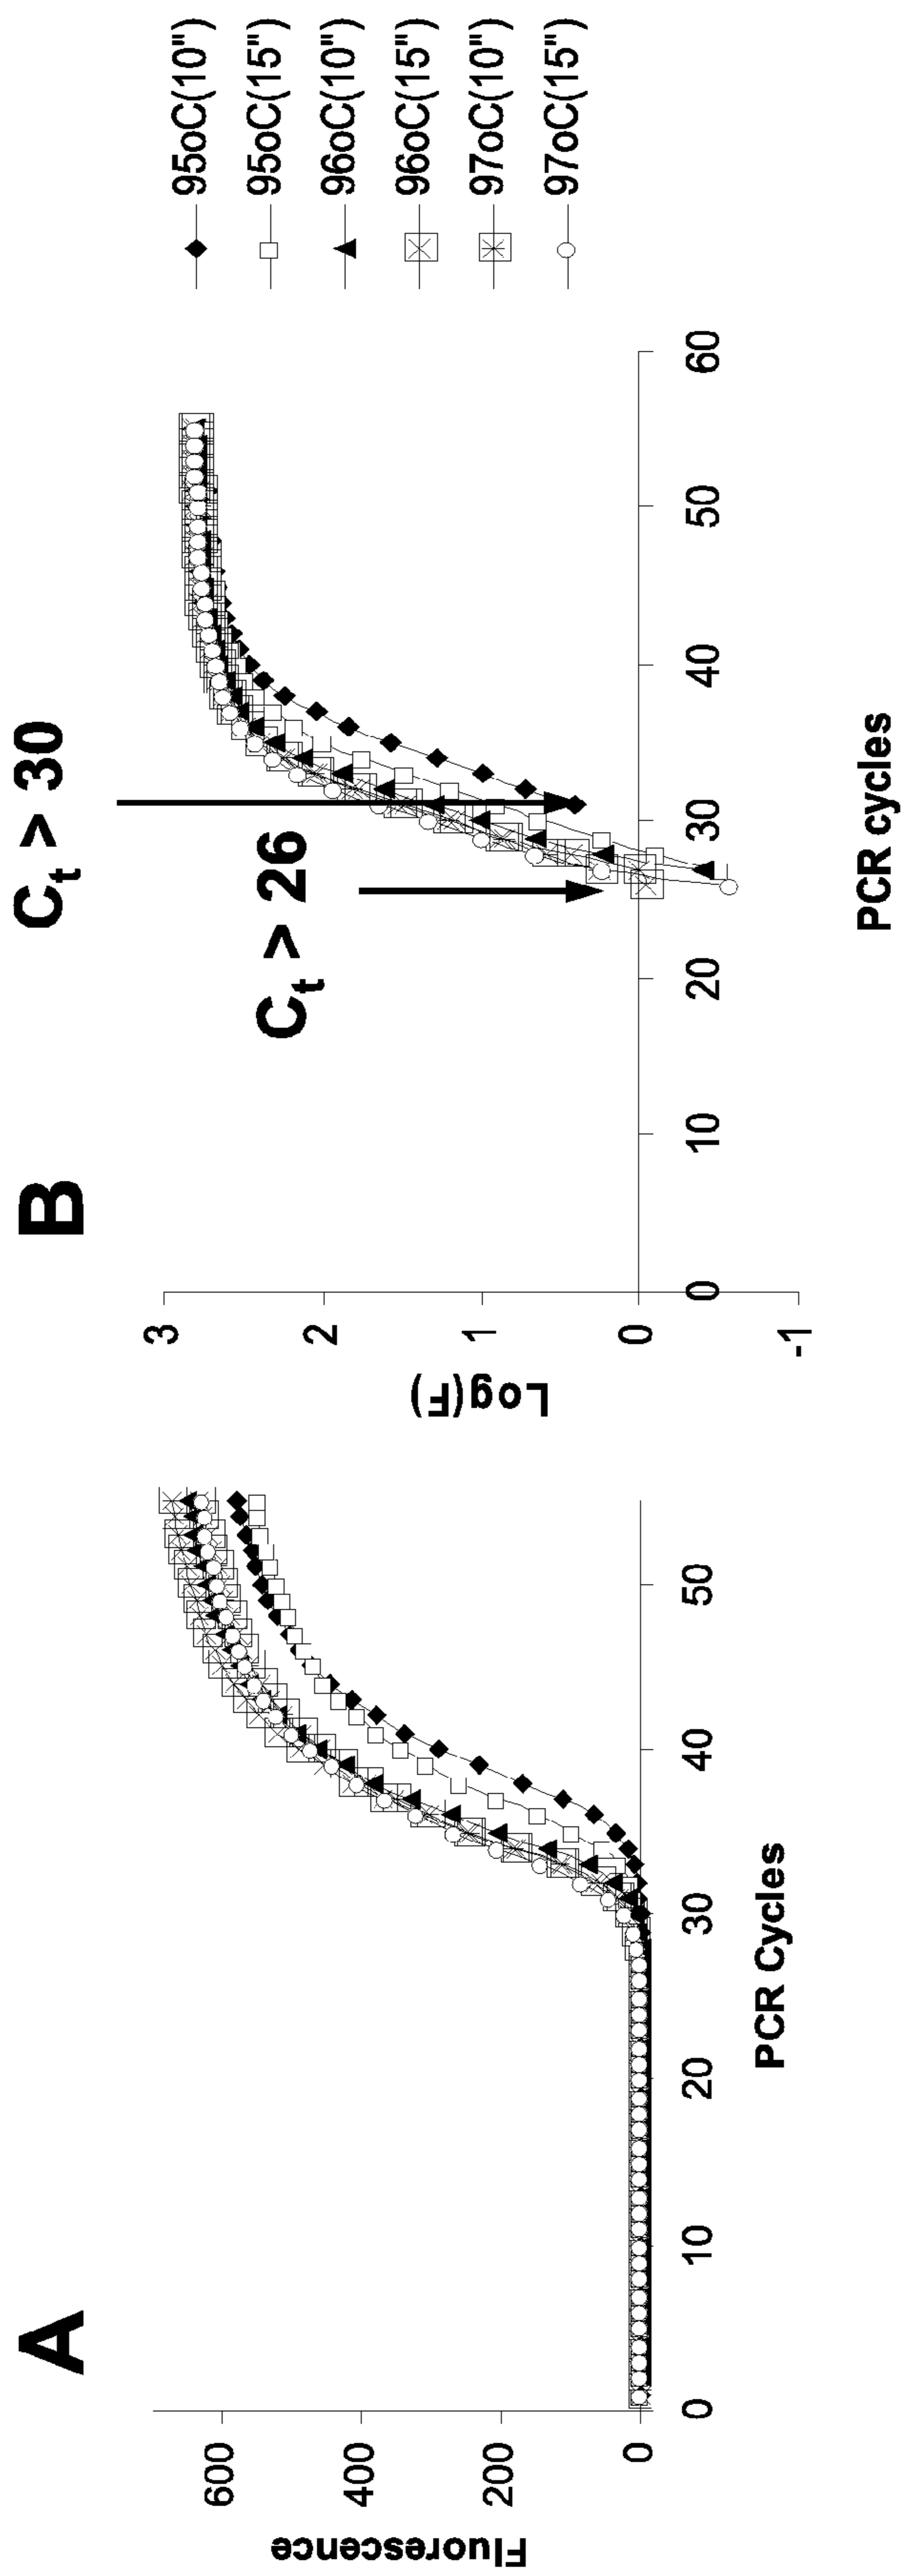 A
Fluorescence
600
400
200
0
0
10
20
30
40
50
PCR Cycles
B
Ct > 30
Ct > 26
Log(F)
3
2
1
0
-1
0
10
20
30
40
50
60
PCR cycles
95oC(10")
95oC(15")
96oC(10")
96oC(15")
97oC(10")
97oC(15")